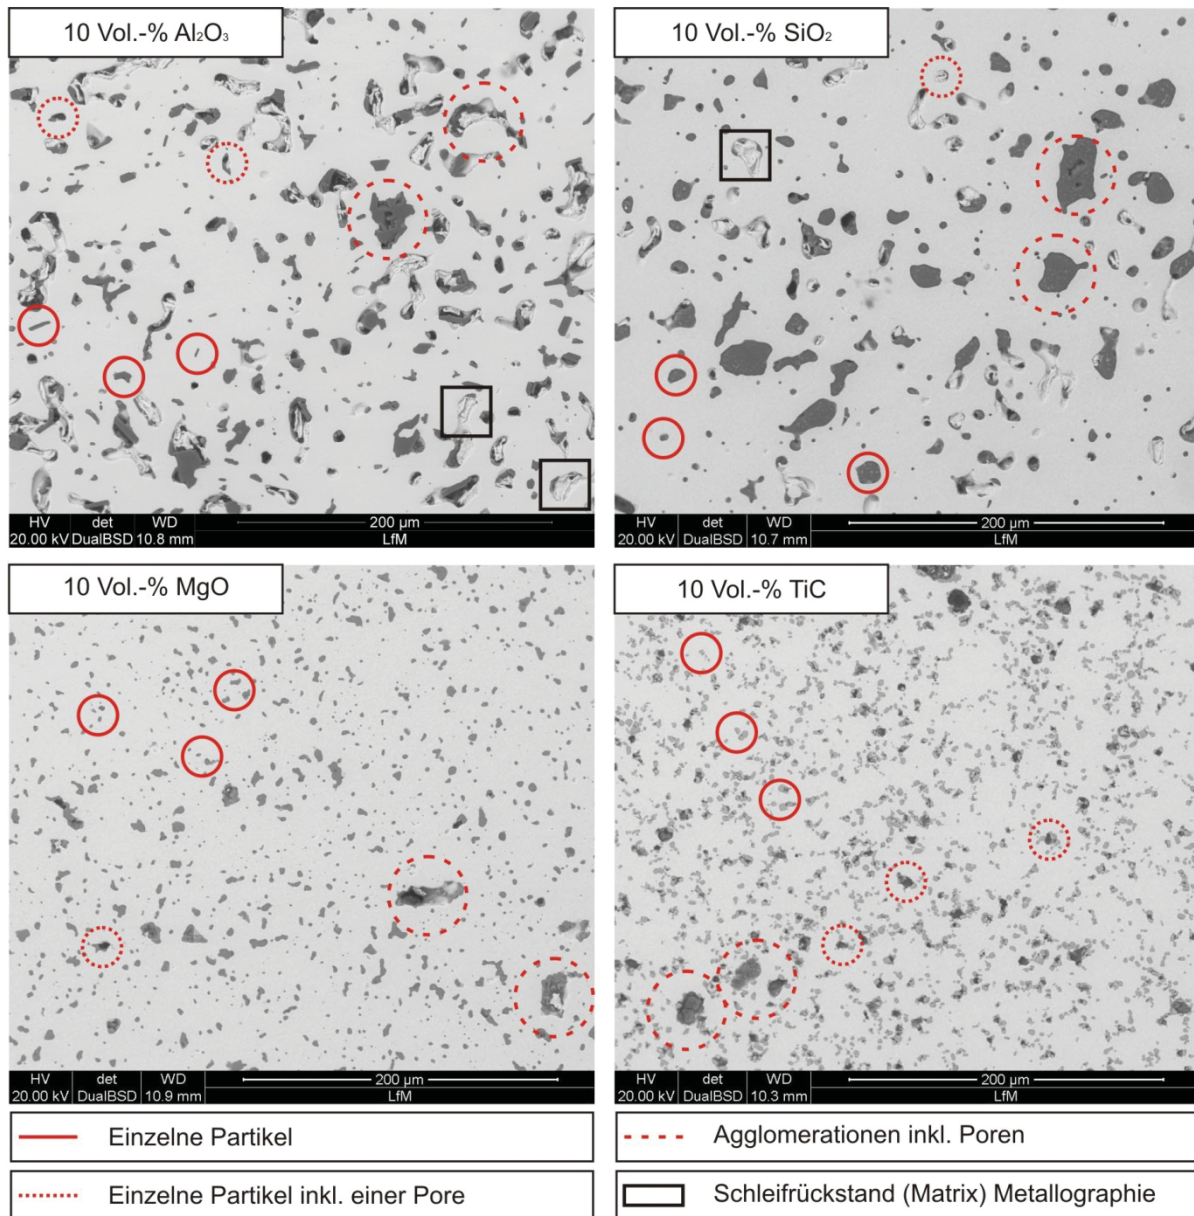 10 Vol.-% Al₂O₃
HV det WD 200 µm
20.00 kV DualBSD 10.8 mm LfM
10 Vol.-% SiO₂
HV det WD 200 µm
20.00 kV DualBSD 10.7 mm LfM
10 Vol.-% MgO
HV det WD 200 µm
20.00 kV DualBSD 10.9 mm LfM
10 Vol.-% TiC
HV det WD 200 µm
20.00 kV DualBSD 10.3 mm LfM
Einzelne Partikel
Agglomerationen inkl. Poren
Einzelne Partikel inkl. einer Pore
Schleifrückstand (Matrix) Metallographie